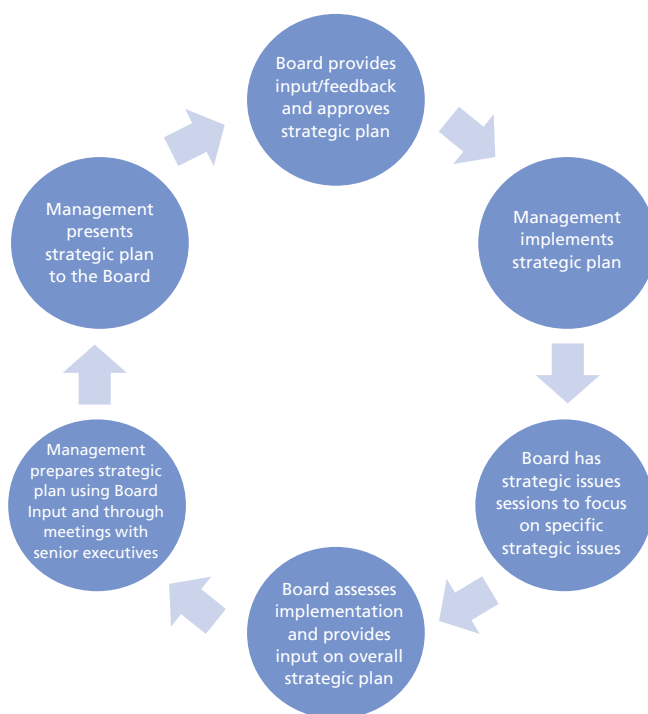 Board provides
input/feedback
and approves
strategic plan
Management
implements
strategic plan
Board has
strategic issues
sessions to focus
on specific
strategic issues
Board assesses
implementation
and provides
input on overall
strategic plan
Management
prepares strategic
plan using Board
Input and through
meetings with
senior executives
Management
presents
strategic plan
to the Board